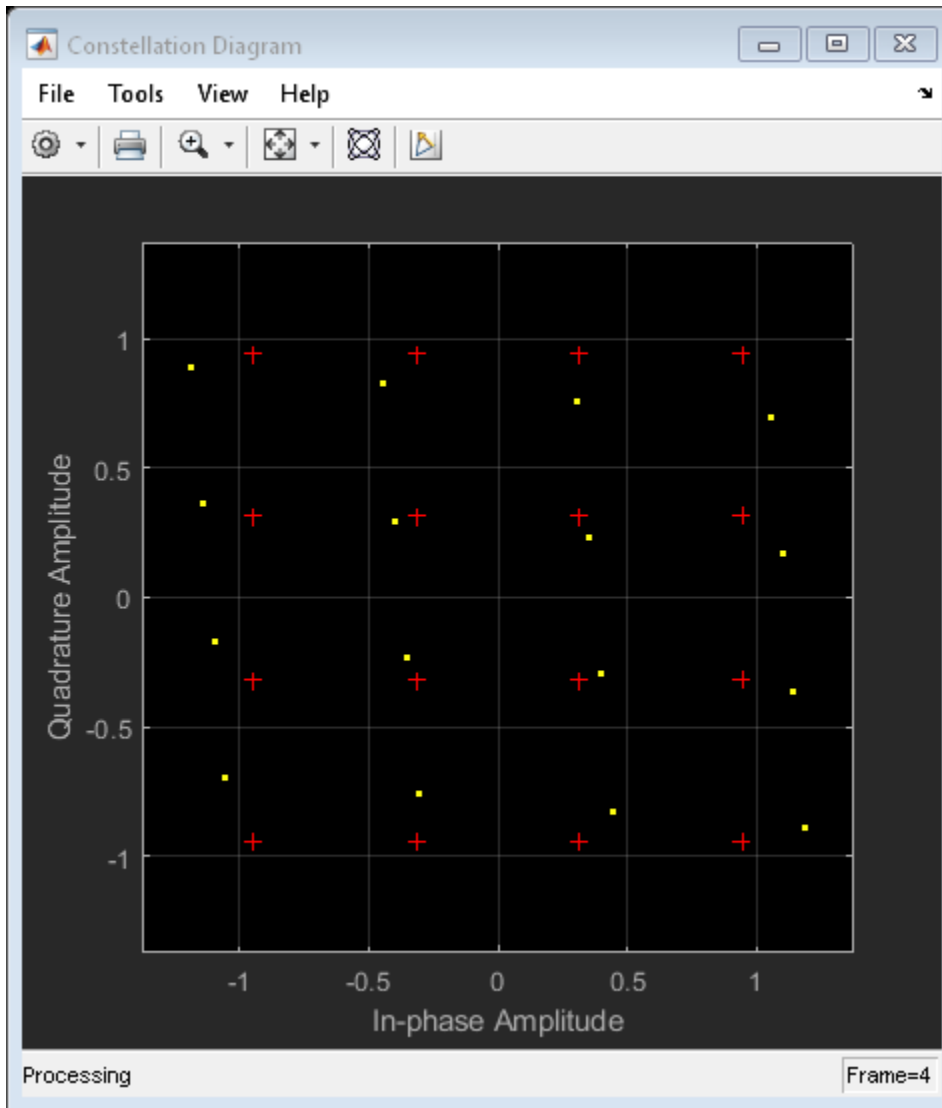 Constellation Diagram
File Tools View Help
1
0.5
0
-0.5
-1
Quadrature Amplitude
-1 -0.5 0 0.5 1
In-phase Amplitude
Processing Frame=4